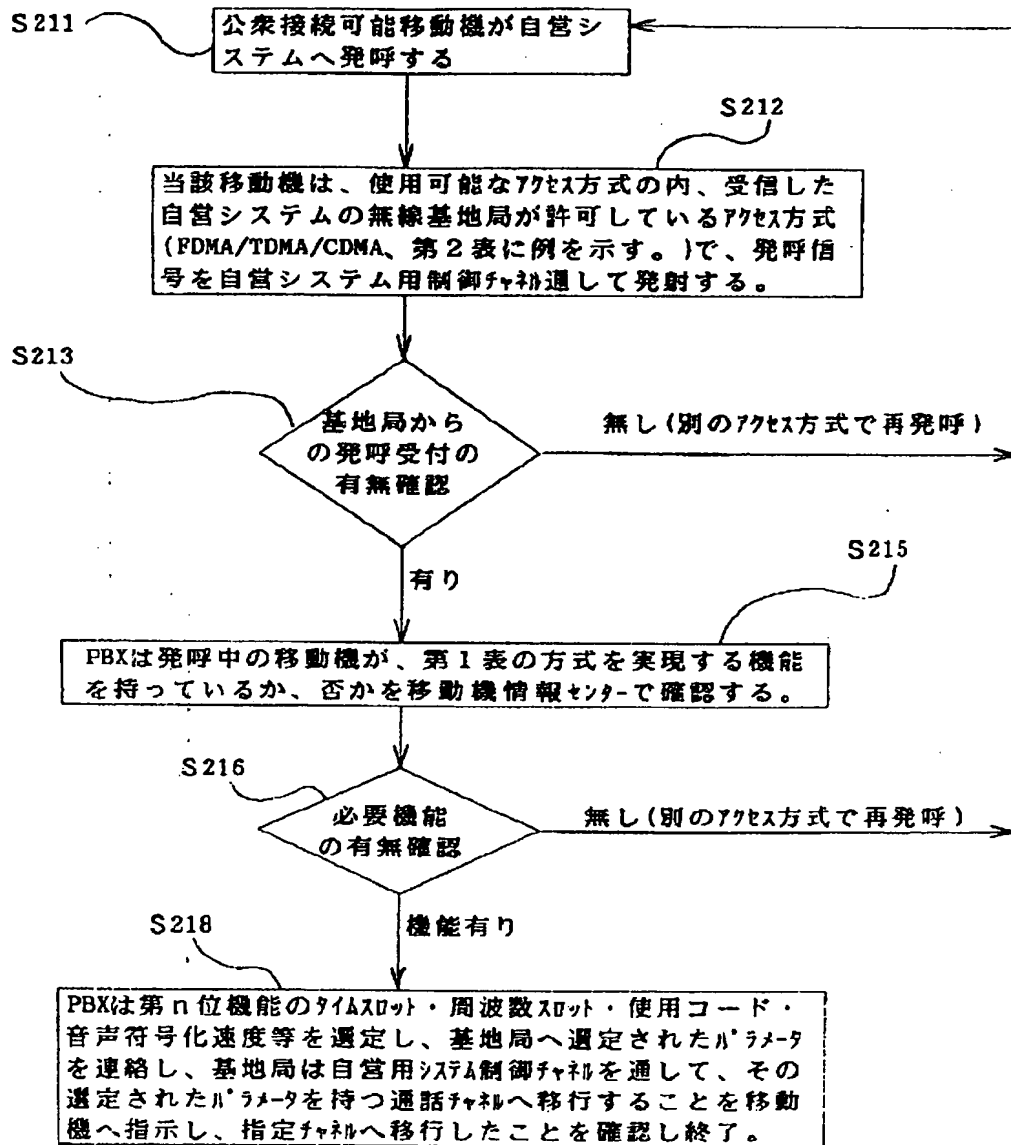 S211
公衆接続可能移動機が自営シ
ステムへ発呼する
S212
当該移動機は、使用可能なｱｸｾｽ方式の内、受信した
自営システムの無線基地局が許可しているｱｸｾｽ方式
(FDMA/TDMA/CDMA、第2表に例を示す。)で、発呼信
号を自営システム用制御ﾁｬﾈﾙ通して発射する。
S213
基地局から
の発呼受付の
有無確認
無し(別のｱｸｾｽ方式で再発呼)
有り
S215
PBXは発呼中の移動機が、第1表の方式を実現する機能
を持っているか、否かを移動機情報ｾﾝﾀｰで確認する。
S216
必要機能
の有無確認
無し(別のｱｸｾｽ方式で再発呼)
機能有り
S218
PBXは第n位機能のﾀｲﾑｽﾛｯﾄ・周波数ｽﾛｯﾄ・使用コード・
音声符号化速度等を選定し、基地局へ選定されたﾊﾟﾗﾒｰﾀ
を連絡し、基地局は自営用ｼｽﾃﾑ制御ﾁｬﾈﾙを通して、その
選定されたﾊﾟﾗﾒｰﾀを持つ通話ﾁｬﾈﾙへ移行することを移動
機へ指示し、指定ﾁｬﾈﾙへ移行したことを確認し終了。